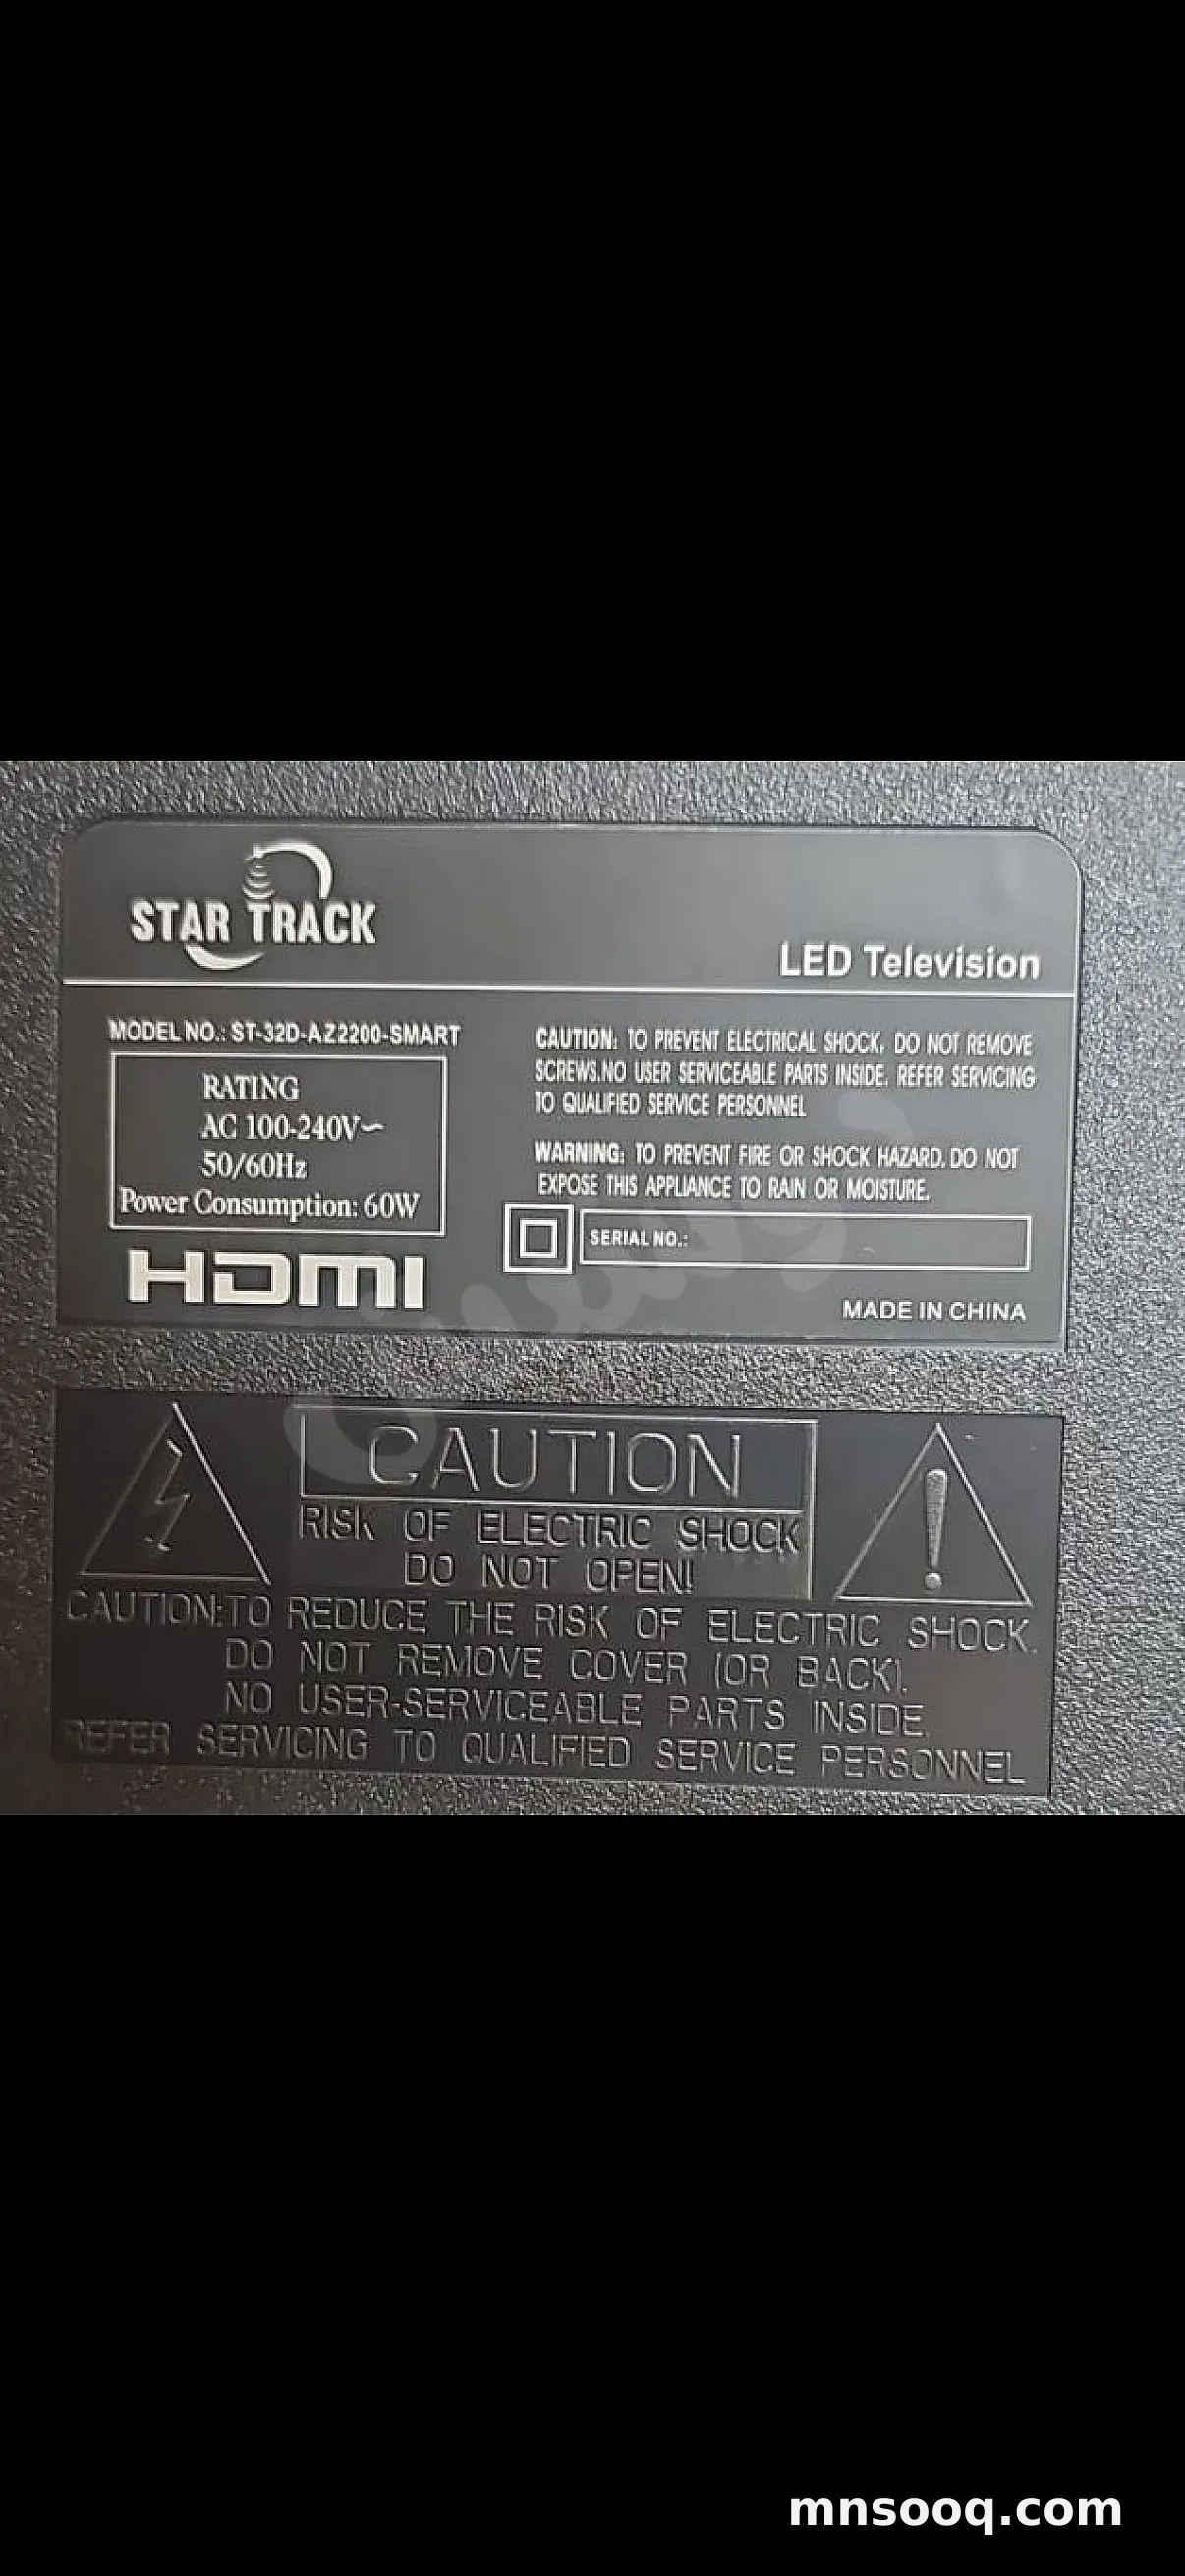 STAR TRACK
LED Television
MODEL NO.: ST-32D-AZ2200-SMART
RATING
AC 100-240V~
50/60Hz
Power Consumption: 60W
HDMI
CAUTION: TO PREVENT ELECTRICAL SHOCK, DO NOT REMOVE
SCREWS.NO USER SERVICEABLE PARTS INSIDE. REFER SERVICING
TO QUALIFIED SERVICE PERSONNEL
WARNING: TO PREVENT FIRE OR SHOCK HAZARD. DO NOT
EXPOSE THIS APPLIANCE TO RAIN OR MOISTURE.
SERIAL NO.:
MADE IN CHINA
CAUTION
RISK OF ELECTRIC SHOCK
DO NOT OPEN!
CAUTION:TO REDUCE THE RISK OF ELECTRIC SHOCK.
DO NOT REMOVE COVER (OR BACK).
NO USER-SERVICEABLE PARTS INSIDE
REFER SERVICING TO QUALIFIED SERVICE PERSONNEL
mnsooq.com